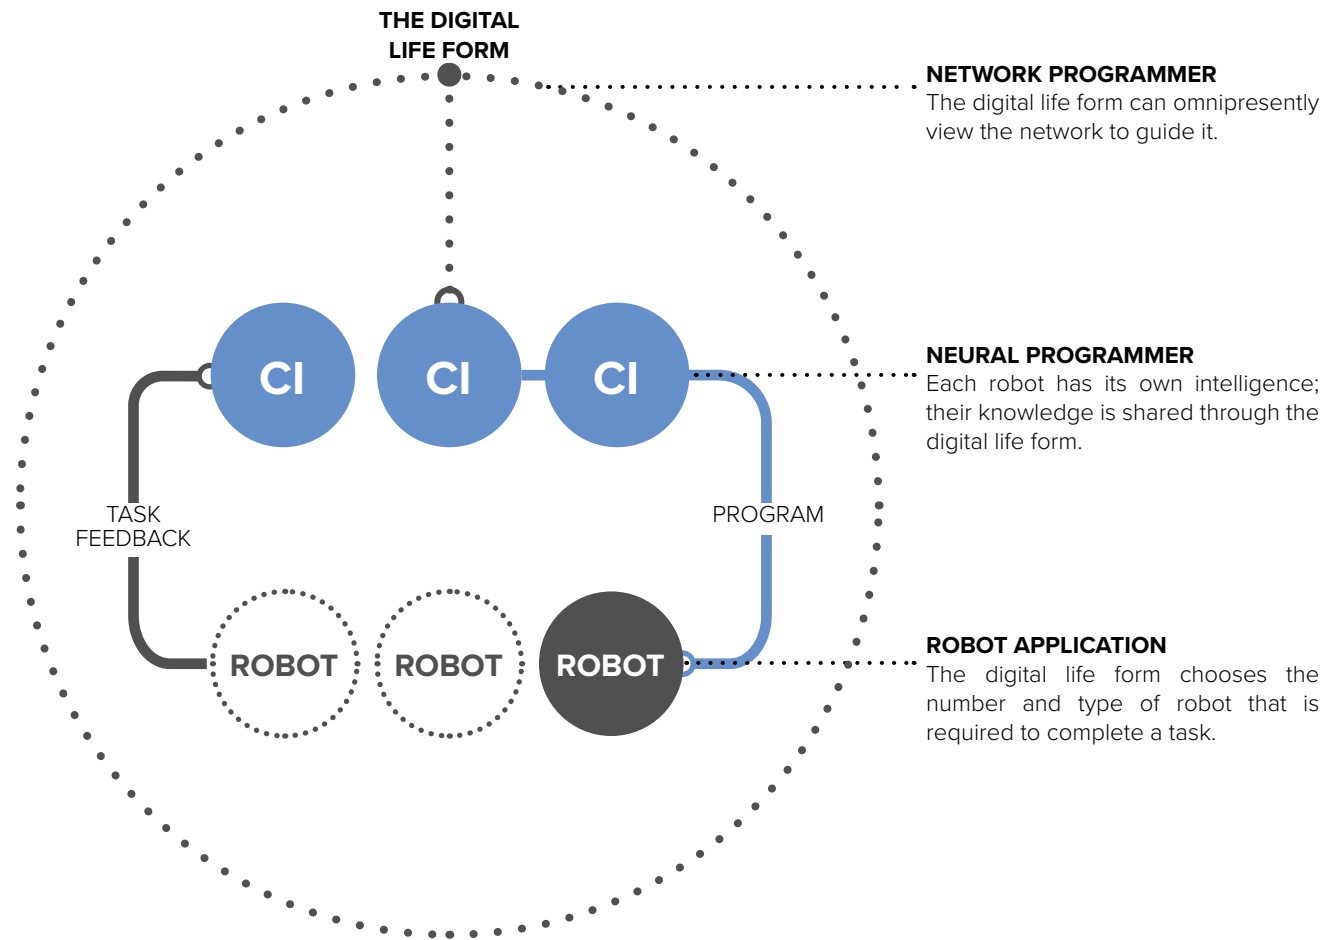 THE DIGITAL
LIFE FORM
NETWORK PROGRAMMER
The digital life form can omnipresently
view the network to guide it.
CI
CI
CI
NEURAL PROGRAMMER
Each robot has its own intelligence;
their knowledge is shared through the
digital life form.
TASK
FEEDBACK
PROGRAM
ROBOT
ROBOT
ROBOT
ROBOT APPLICATION
The digital life form chooses the
number and type of robot that is
required to complete a task.